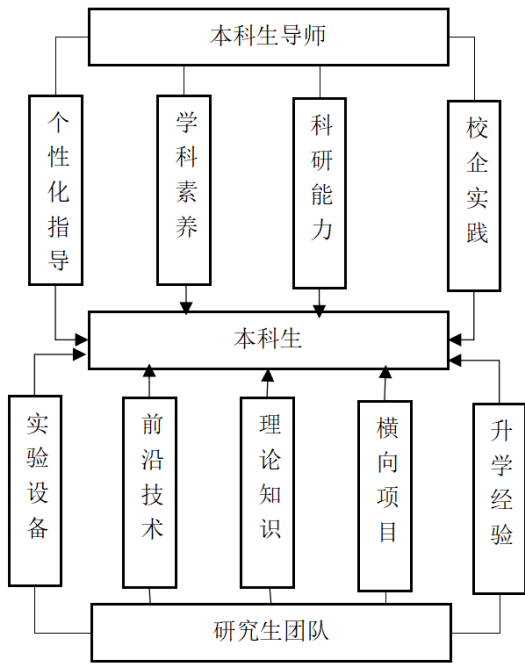 本科生导师
个性化指导
学科素养
科研能力
校企实践
本科生
实验设备
前沿技术
理论知识
横向项目
升学经验
研究生团队